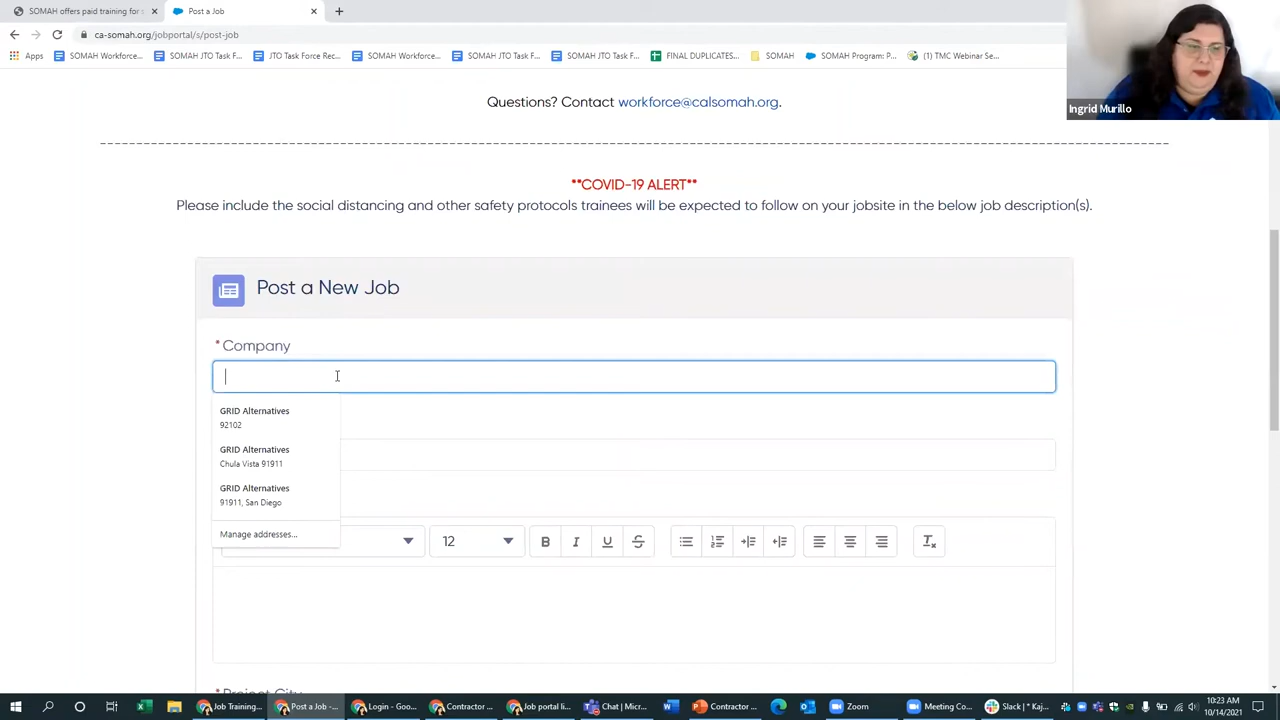 SOMAH offers paid training for s
Post a Job
ca-somah.org/jobportal/s/post-job
Apps
SOMAH Workforce...
SOMAH JTO Task F...
JTO Task Force Rec...
SOMAH Workforce...
SOMAH JTO Task F...
SOMAH JTO Task F...
FINAL DUPLICATES...
SOMAH
SOMAH Program: P...
(1) TMC Webinar Se...
Ingrid Murillo
Questions? Contact workforce@calsomah.org.
**COVID-19 ALERT**
Please include the social distancing and other safety protocols trainees will be expected to follow on your jobsite in the below job description(s).
Post a New Job
* Company
GRID Alternatives
92102
GRID Alternatives
Chula Vista 91911
GRID Alternatives
91911, San Diego
Manage addresses...
12
B I U S
* Project City
Job Training...
Post a Job -...
Login - Goo...
Contractor ...
Job portal li...
Chat | Micr...
Contractor ...
Zoom
Meeting Co...
Slack | * Kaj...
10:23 AM
10/14/2021